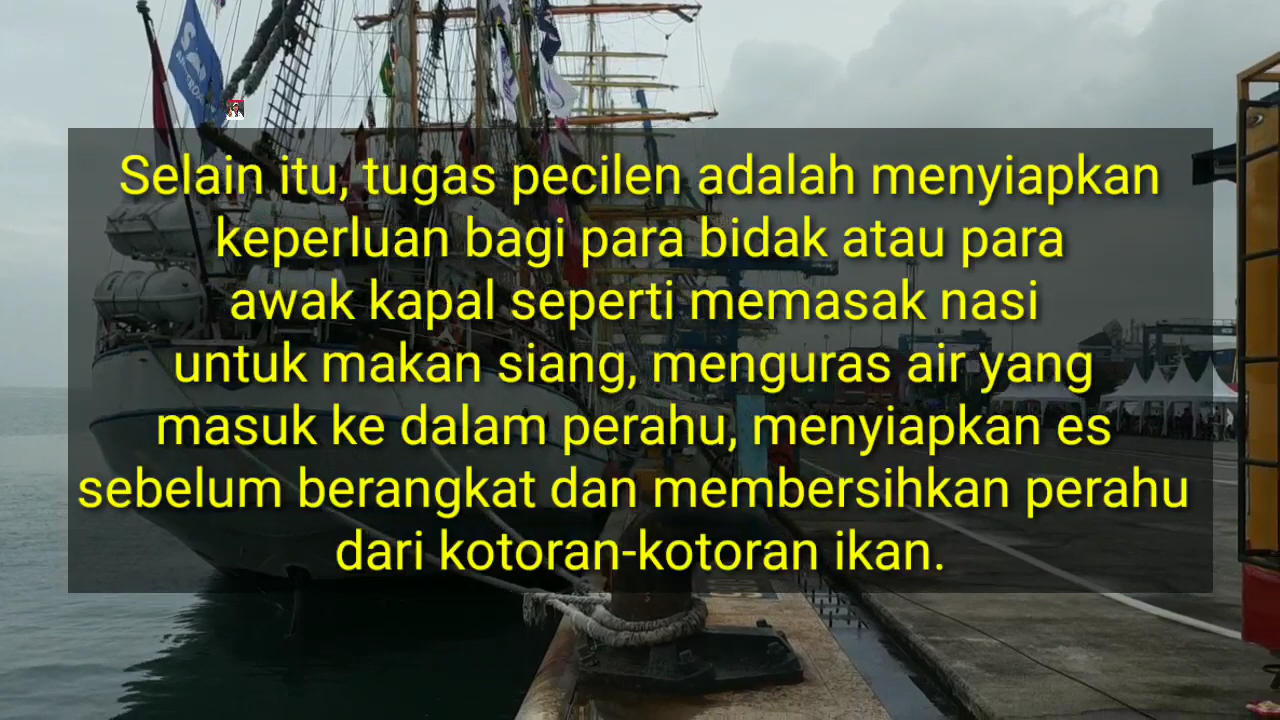 Selain itu, tugas pecilen adalah menyiapkan
keperluan bagi para bidak atau para
awak kapal seperti memasak nasi
untuk makan siang, menguras air yang
masuk ke dalam perahu, menyiapkan es
sebelum berangkat dan membersihkan perahu
dari kotoran-kotoran ikan.